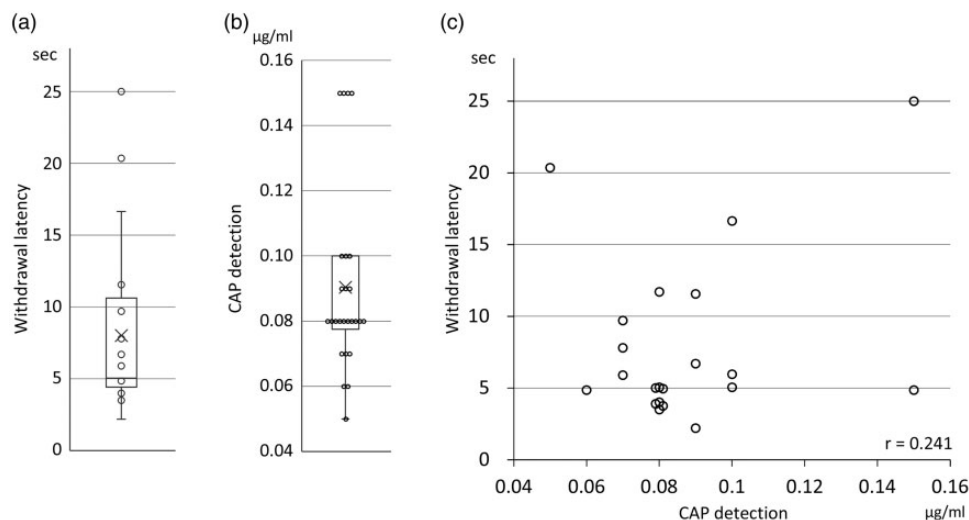 (a)
sec
Withdrawal latency
25
20
15
10
5
0
(b)
µg/ml
CAP detection
0.16
0.14
0.12
0.10
0.08
0.06
0.04
(c)
sec
Withdrawal latency
25
20
15
10
5
0
r = 0.241
0.04 0.06 0.08 0.1 0.12 0.14 0.16
CAP detection
µg/ml